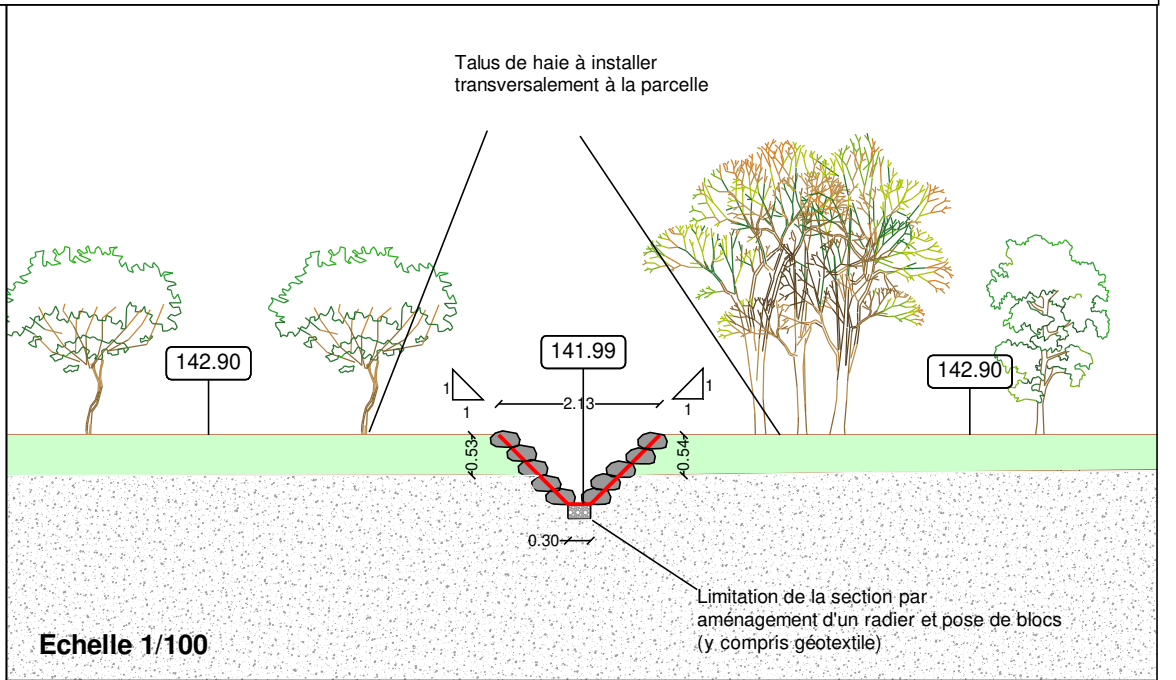 Talus de haie à installer
transversalement à la parcelle
142.90
141.99
142.90
1
1
2.13
1
1
0.53
0.54
0.30
Limitation de la section par
aménagement d'un radier et pose de blocs
(y compris géotextile)
Echelle 1/100